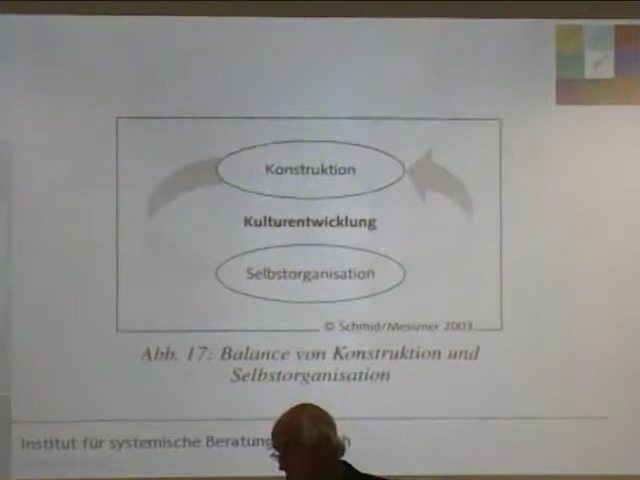 Konstruktion
Kulturentwicklung
Selbstorganisation
© Schmid/Messmer 2003
Abb. 17: Balance von Konstruktion und
Selbstorganisation
Institut für systemische Beratung